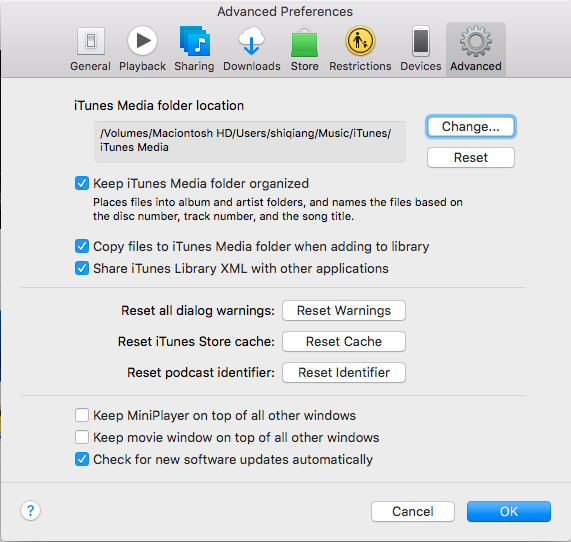 Advanced Preferences
General Playback Sharing Downloads Store Restrictions Devices Advanced
iTunes Media folder location
/Volumes/Maciontosh HD/Users/shiqiang/Music/iTunes/
iTunes Media
Change...
Reset
Keep iTunes Media folder organized
Places files into album and artist folders, and names the files based on
the disc number, track number, and the song title.
Copy files to iTunes Media folder when adding to library
Share iTunes Library XML with other applications
Reset all dialog warnings: Reset Warnings
Reset iTunes Store cache: Reset Cache
Reset podcast identifier: Reset Identifier
Keep MiniPlayer on top of all other windows
Keep movie window on top of all other windows
Check for new software updates automatically
? Cancel OK